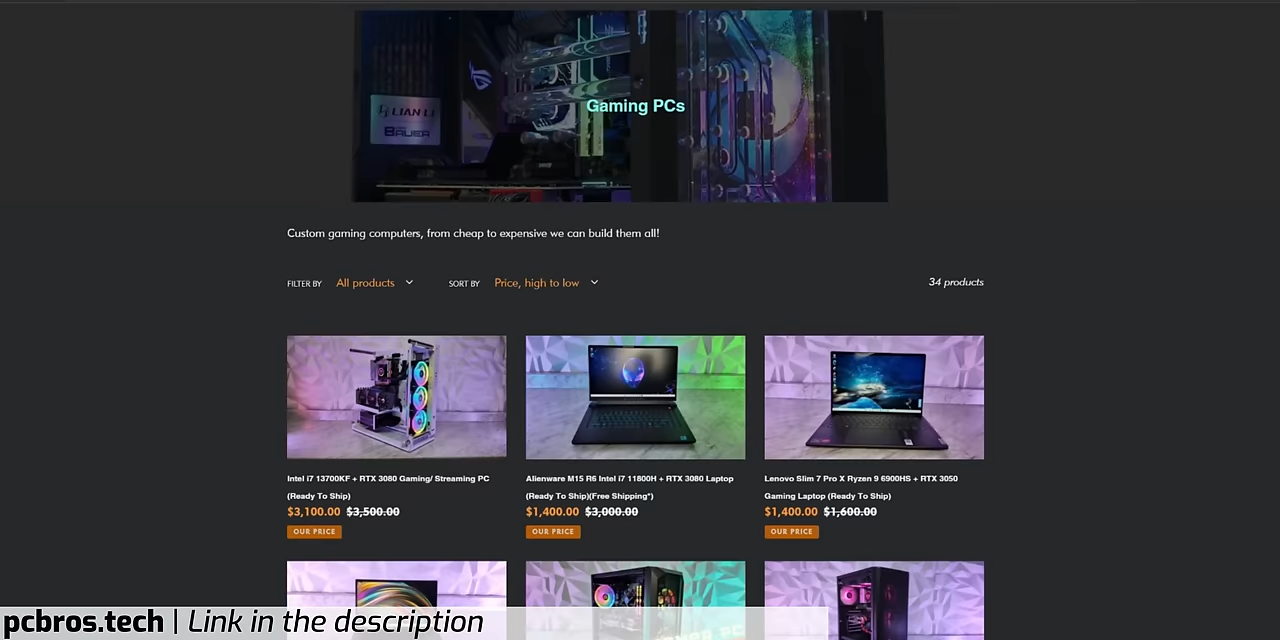 LIAN LI
BAUER
Gaming PCs
Custom gaming computers, from cheap to expensive we can build them all!
FILTER BY All products SORT BY Price, high to low 34 products
Intel i7 13700KF + RTX 3080 Gaming/ Streaming PC
(Ready To Ship)
$3,100.00 $3,500.00
OUR PRICE
Alienware M15 R6 Intel i7 11800H + RTX 3080 Laptop
(Ready To Ship)(Free Shipping*)
$1,400.00 $3,000.00
OUR PRICE
Lenovo Slim 7 Pro X Ryzen 9 6900HS + RTX 3050
Gaming Laptop (Ready To Ship)
$1,400.00 $1,600.00
OUR PRICE
pcbros.tech | Link in the description